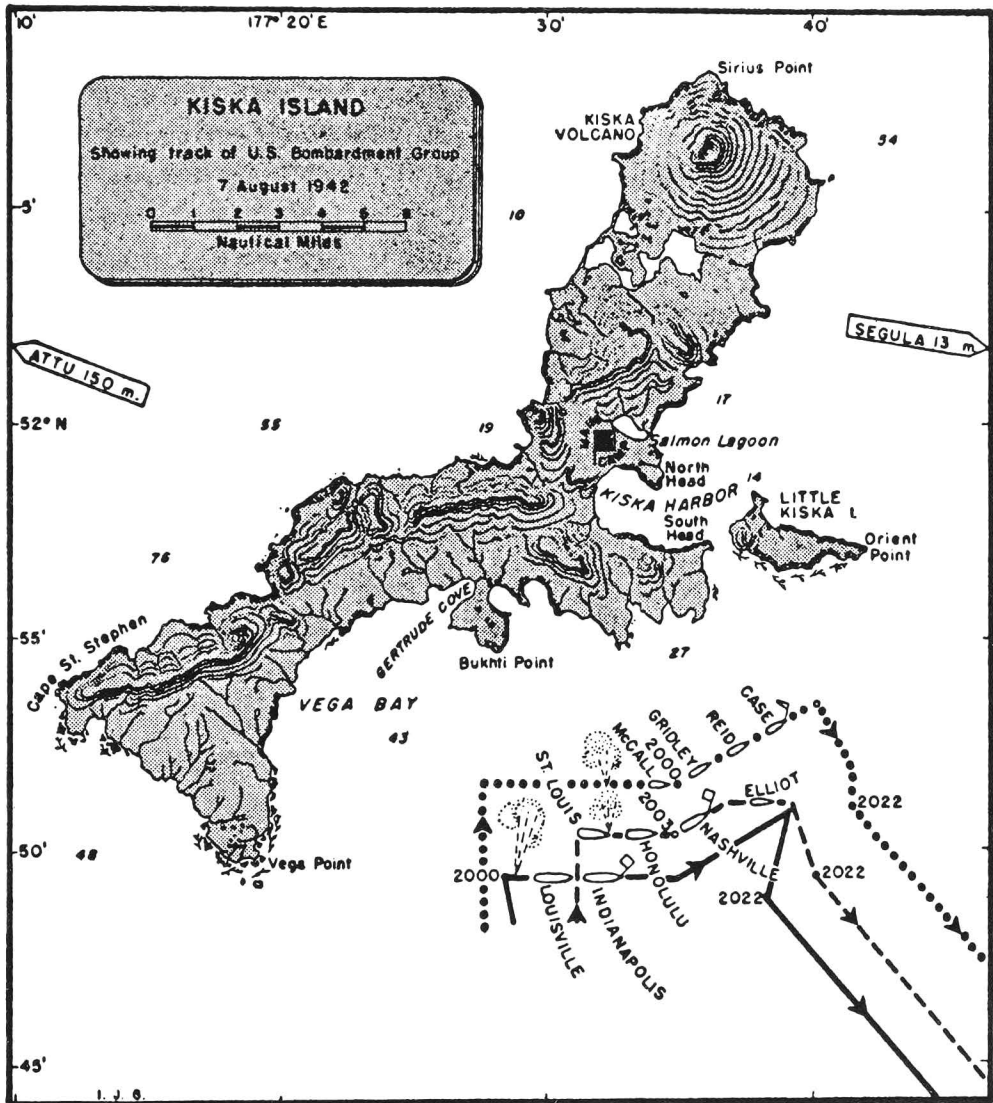 10'
177° 20' E
30'
40'
KISKA ISLAND
Showing track of U.S. Bombardment Group
7 August 1942
0 1 2 3 4 5 6
Nautical Miles
Sirius Point
KISKA
VOLCANO
54
5'
10
SEGULA 13 m
ATTU 150 m.
52° N
55
19
17
Salmon Lagoon
North
Head
KISKA HARBOR
14
South
Head
LITTLE
KISKA I.
Orient
Point
76
55'
Cape St. Stephen
GERTRUDE COVE
Bukhti Point
27
VEGA BAY
43
CASE
REID
GRIDLEY
2000
McCALL
ST. LOUIS
2003
ELLIOT
2022
HONOLULU
NASHVILLE
50'
48
Vega Point
2000
2022
2022
LOUISVILLE
INDIANAPOLIS
45'
I. J. G.